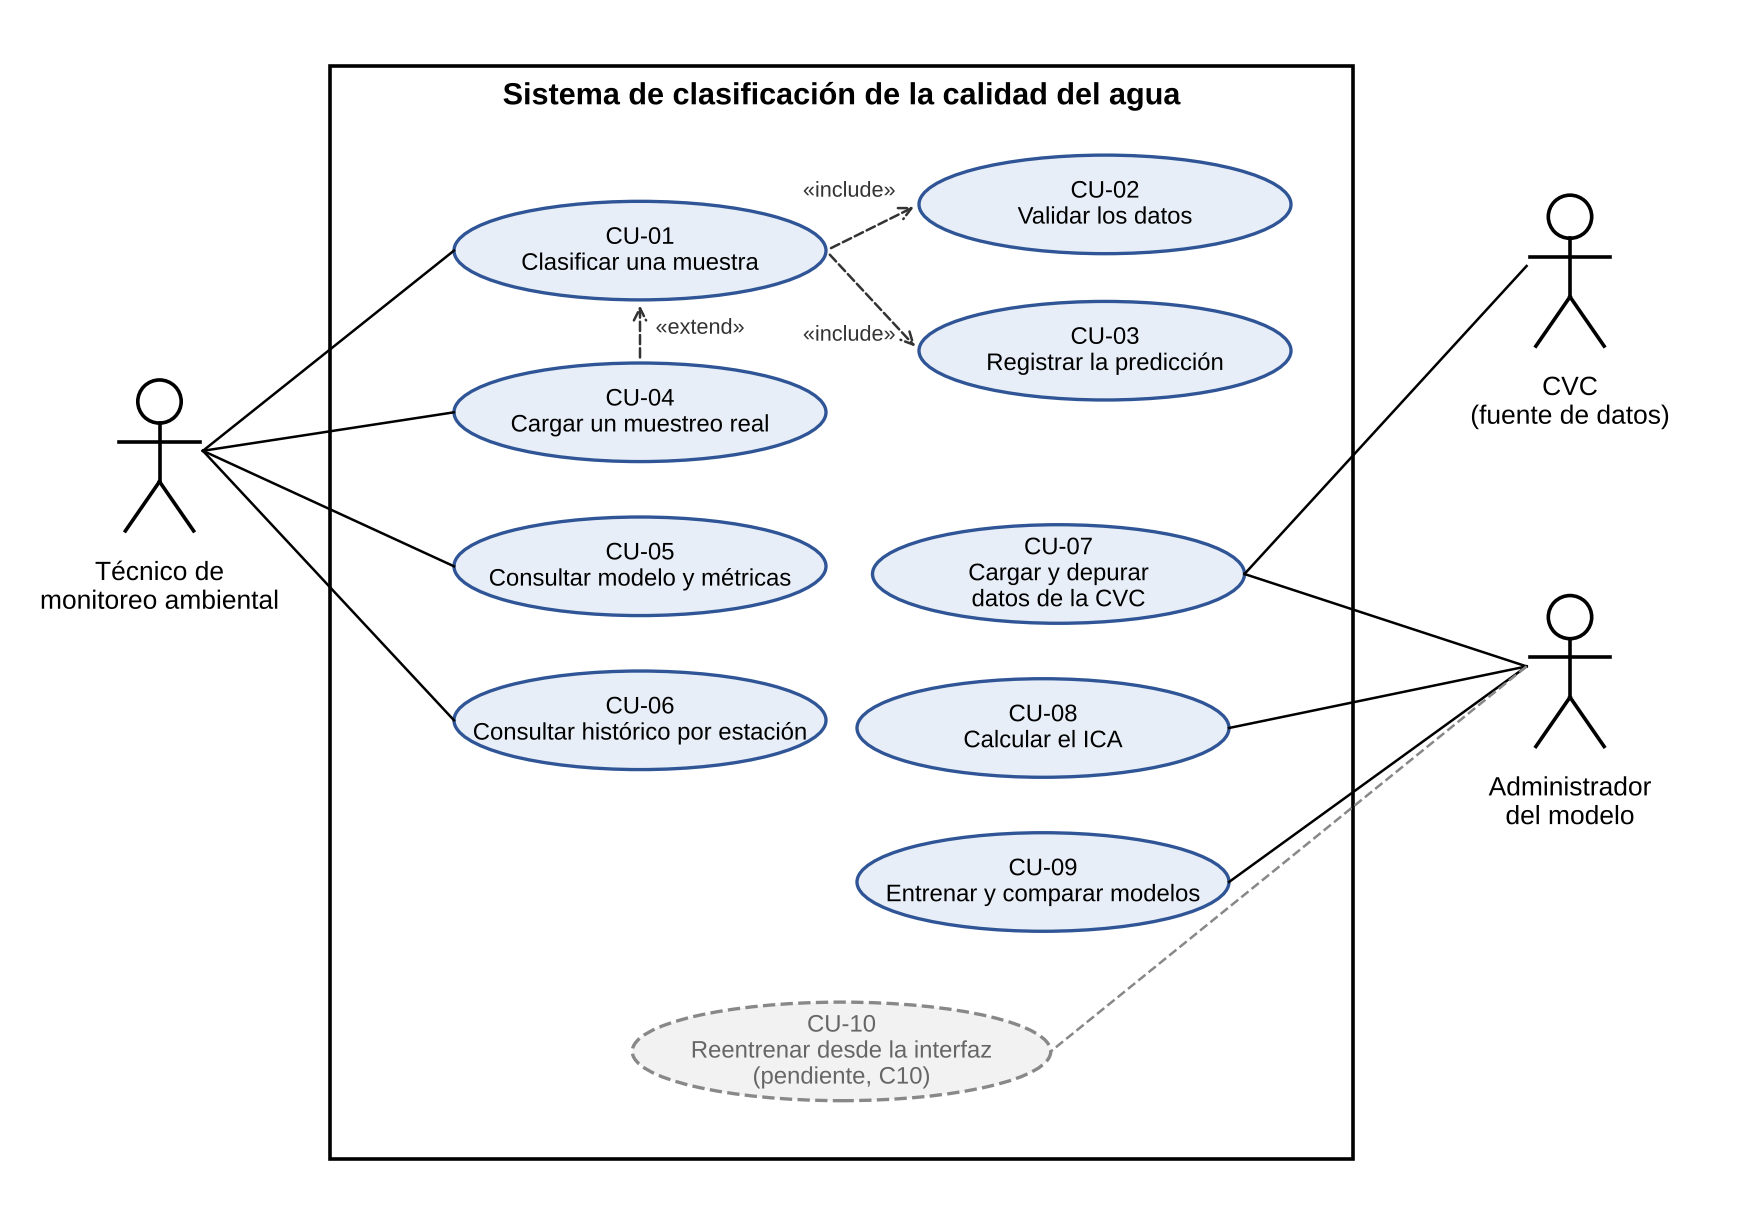 Sistema de clasificación de la calidad del agua
«include»
CU-02
Validar los datos
CU-01
Clasificar una muestra
«extend»
«include»
CU-03
Registrar la predicción
CU-04
Cargar un muestreo real
CVC
(fuente de datos)
Técnico de
monitoreo ambiental
CU-05
Consultar modelo y métricas
CU-07
Cargar y depurar
datos de la CVC
CU-06
Consultar histórico por estación
CU-08
Calcular el ICA
Administrador
del modelo
CU-09
Entrenar y comparar modelos
CU-10
Reentrenar desde la interfaz
(pendiente, C10)